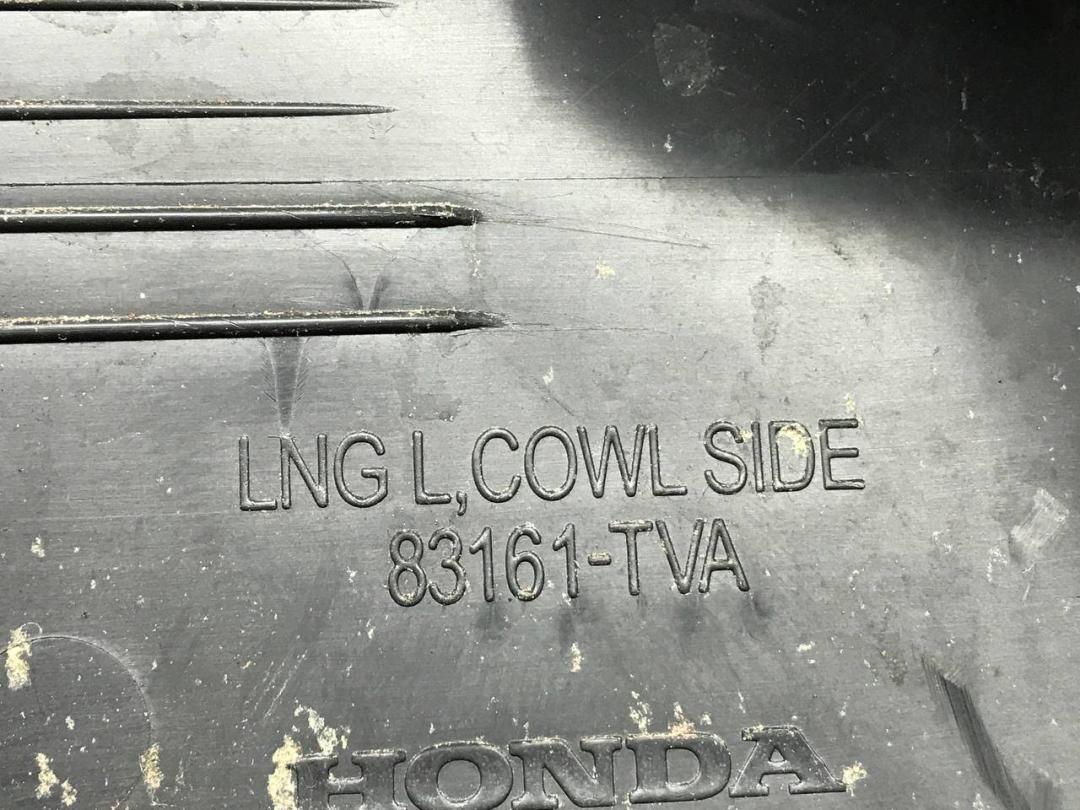 LNG L,COWL SIDE
83161-TVA
HONDA